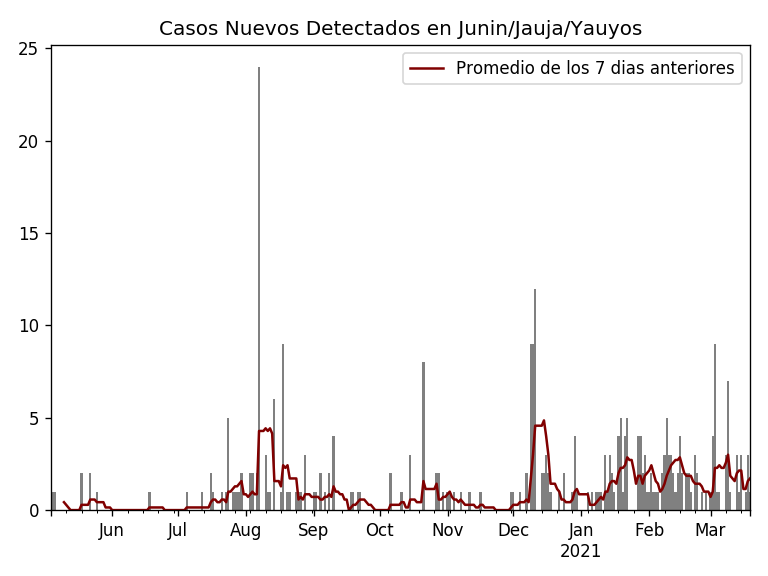 Casos Nuevos Detectados en Junin/Jauja/Yauyos
Promedio de los 7 dias anteriores
25
20
15
10
5
0
Jun Jul Aug Sep Oct Nov Dec Jan Feb Mar
2021